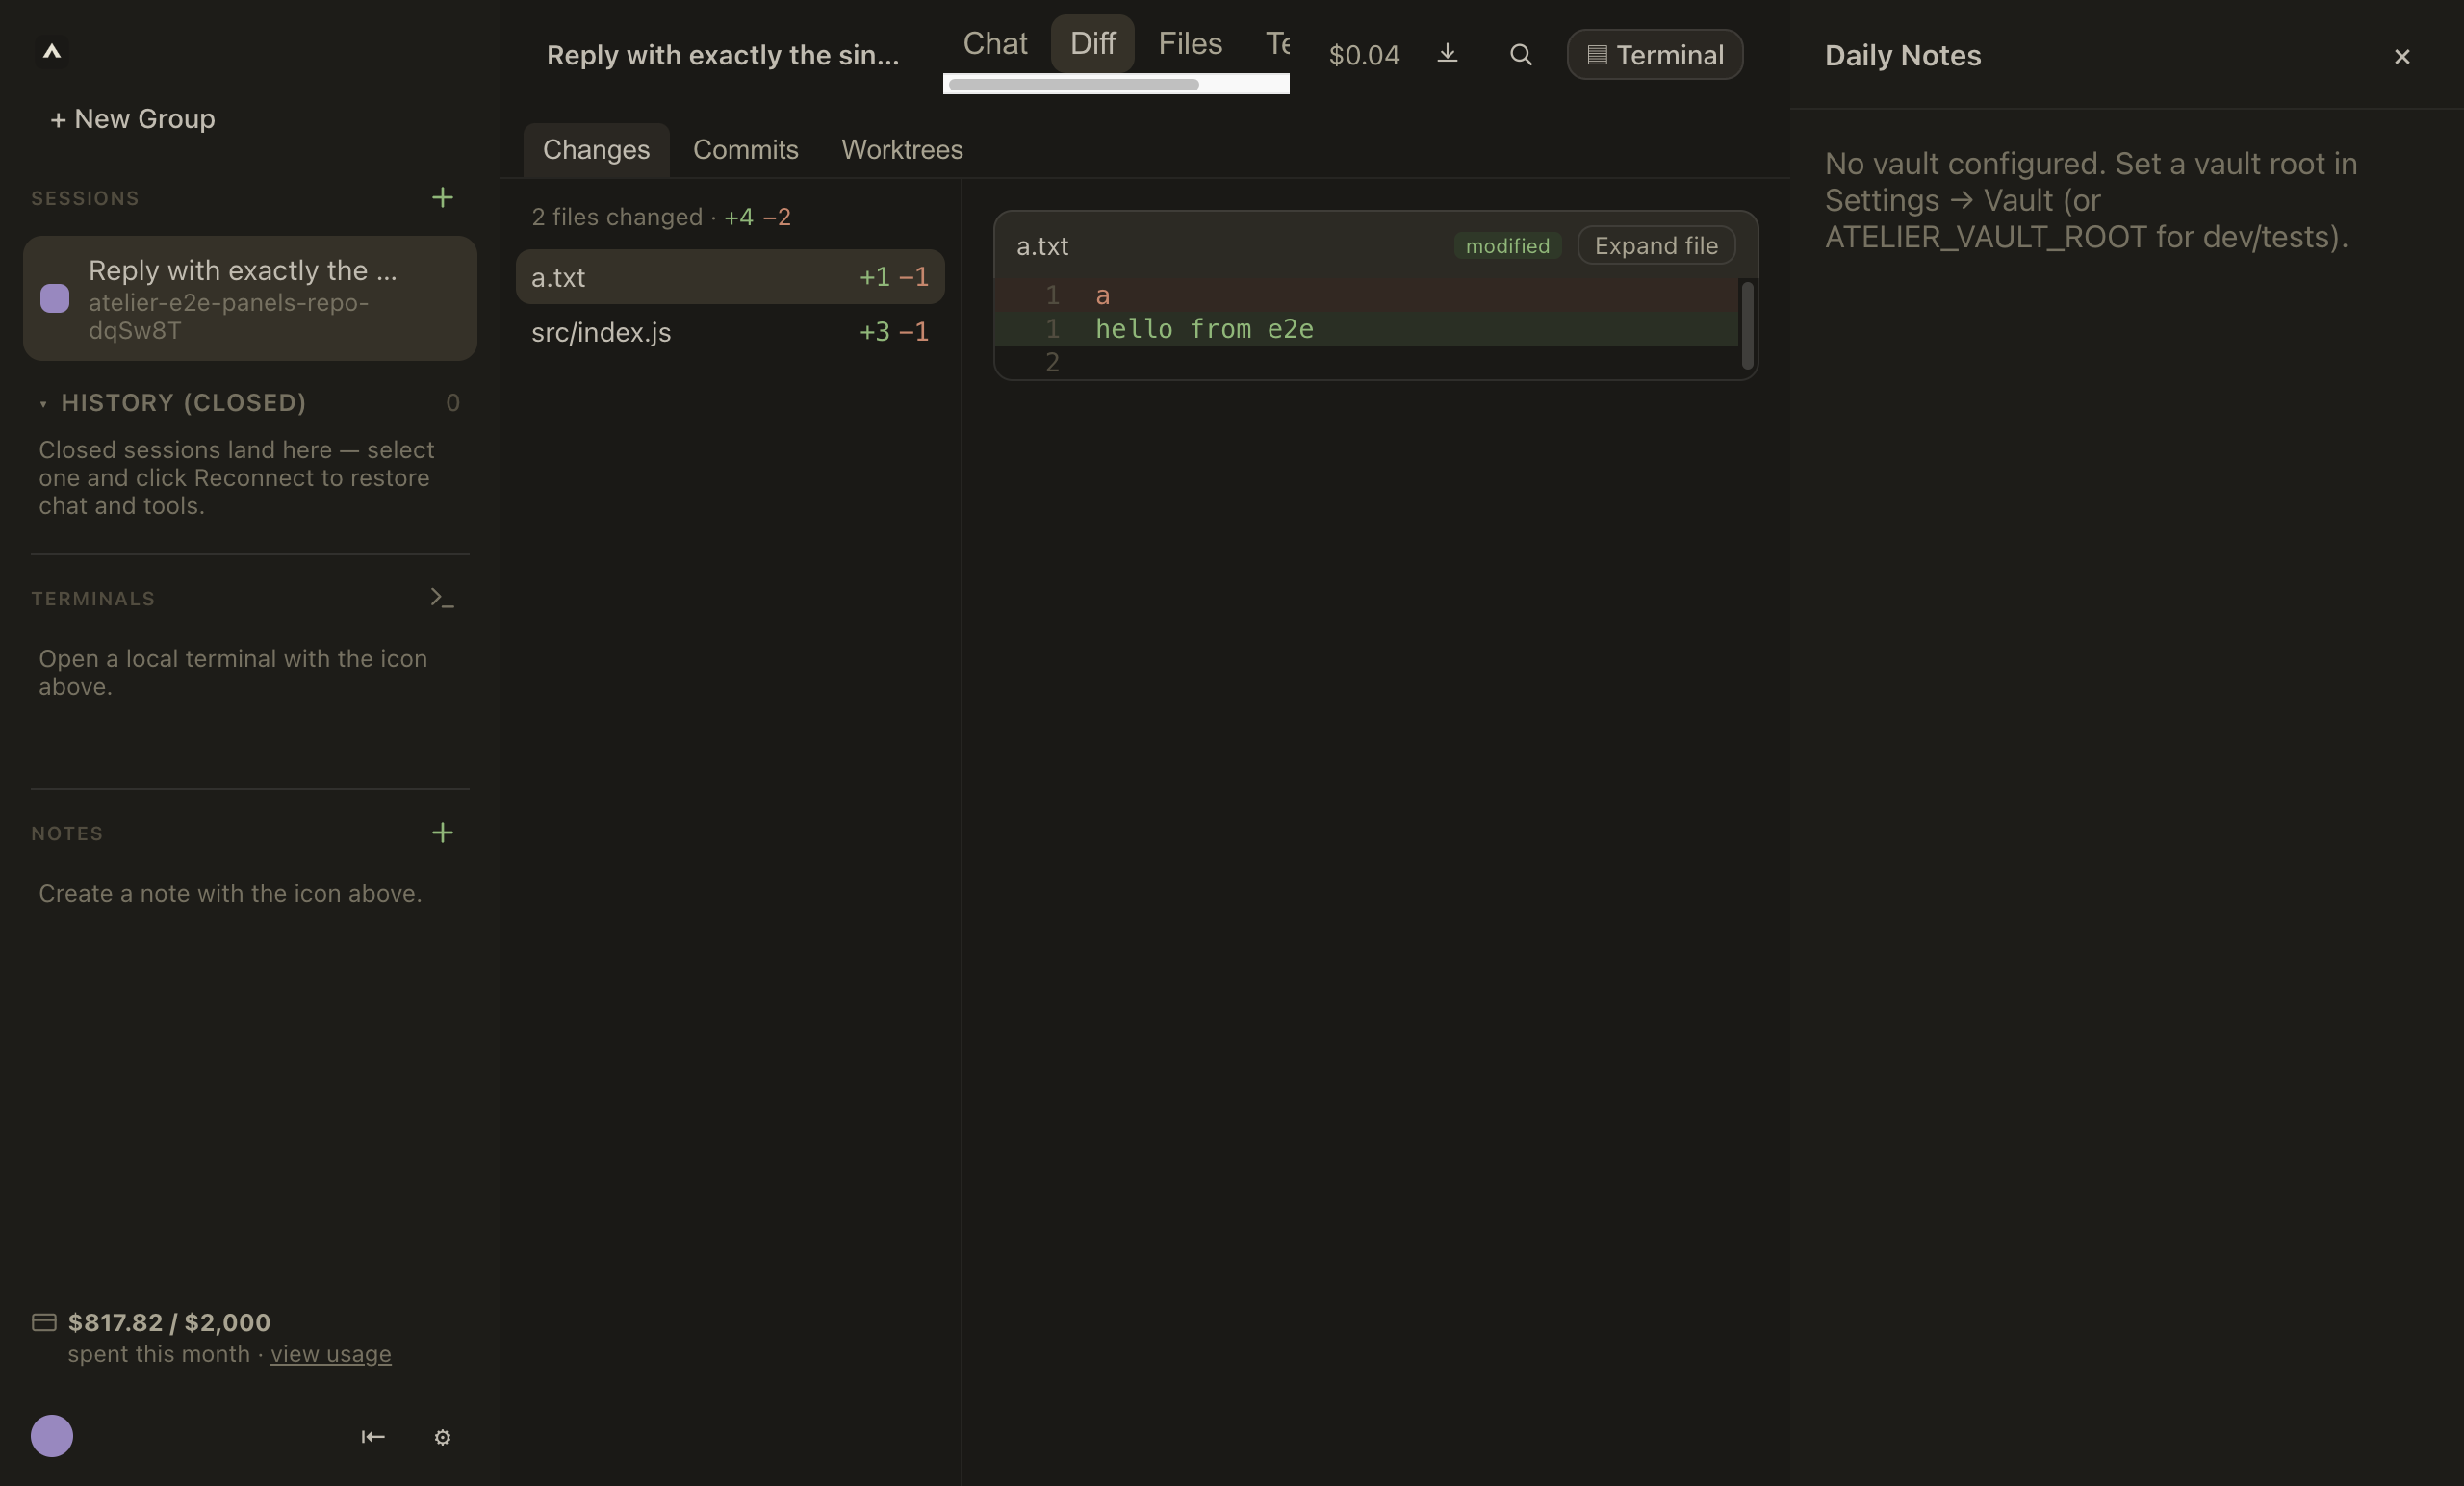 + New Group
SESSIONS
Reply with exactly the ...
atelier-e2e-panels-repo-
dqSw8T
HISTORY (CLOSED) 0
Closed sessions land here — select
one and click Reconnect to restore
chat and tools.
TERMINALS
Open a local terminal with the icon
above.
NOTES
Create a note with the icon above.
$817.82 / $2,000
spent this month · view usage
Reply with exactly the sin... Chat Diff Files Te $0.04 Terminal
Changes Commits Worktrees
2 files changed · +4 −2
a.txt +1 −1
src/index.js +3 −1
a.txt modified Expand file
1 a
1 hello from e2e
2
Daily Notes ×
No vault configured. Set a vault root in
Settings → Vault (or
ATELIER_VAULT_ROOT for dev/tests).